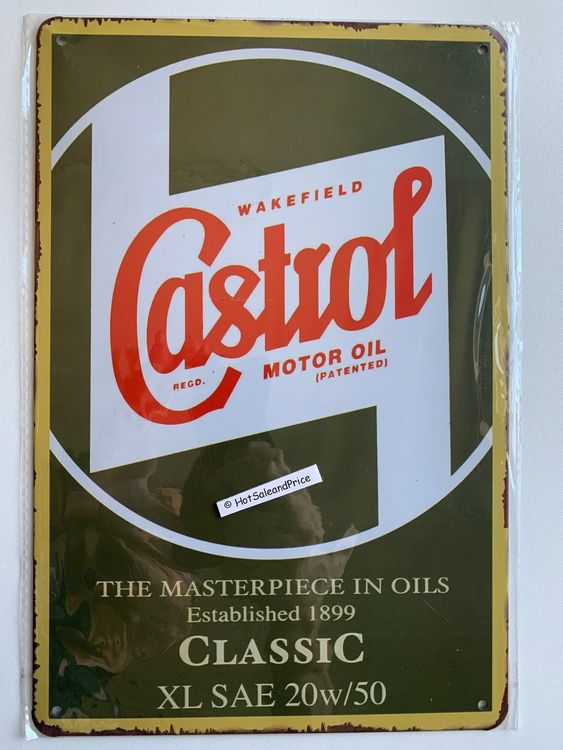 WAKEFIELD
Castrol
REGD.
MOTOR OIL
(PATENTED)
© HotSaleandPrice
THE MASTERPIECE IN OILS
Established 1899
CLASSIC
XL SAE 20w/50